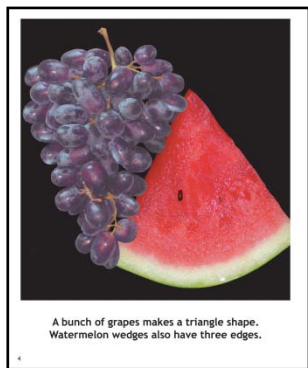 A bunch of grapes makes a triangle shape.
Watermelon wedges also have three edges.
4